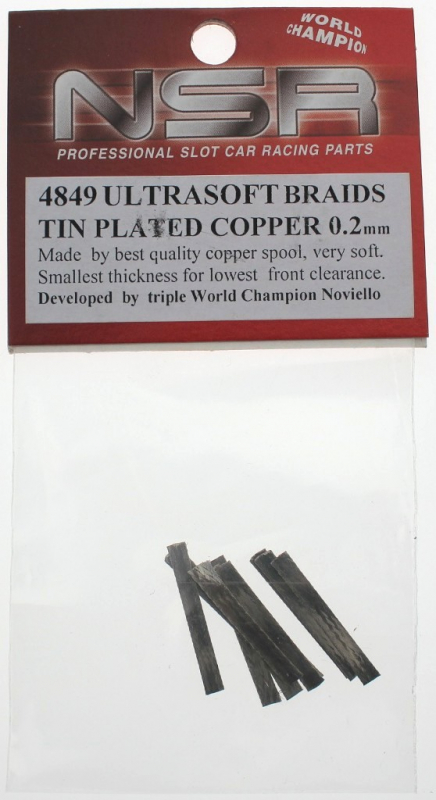 WORLD
CHAMPION
NSR
PROFESSIONAL SLOT CAR RACING PARTS
4849 ULTRASOFT BRAIDS
TIN PLATED COPPER 0.2mm
Made by best quality copper spool, very soft.
Smallest thickness for lowest front clearance.
Developed by triple World Champion Noviello